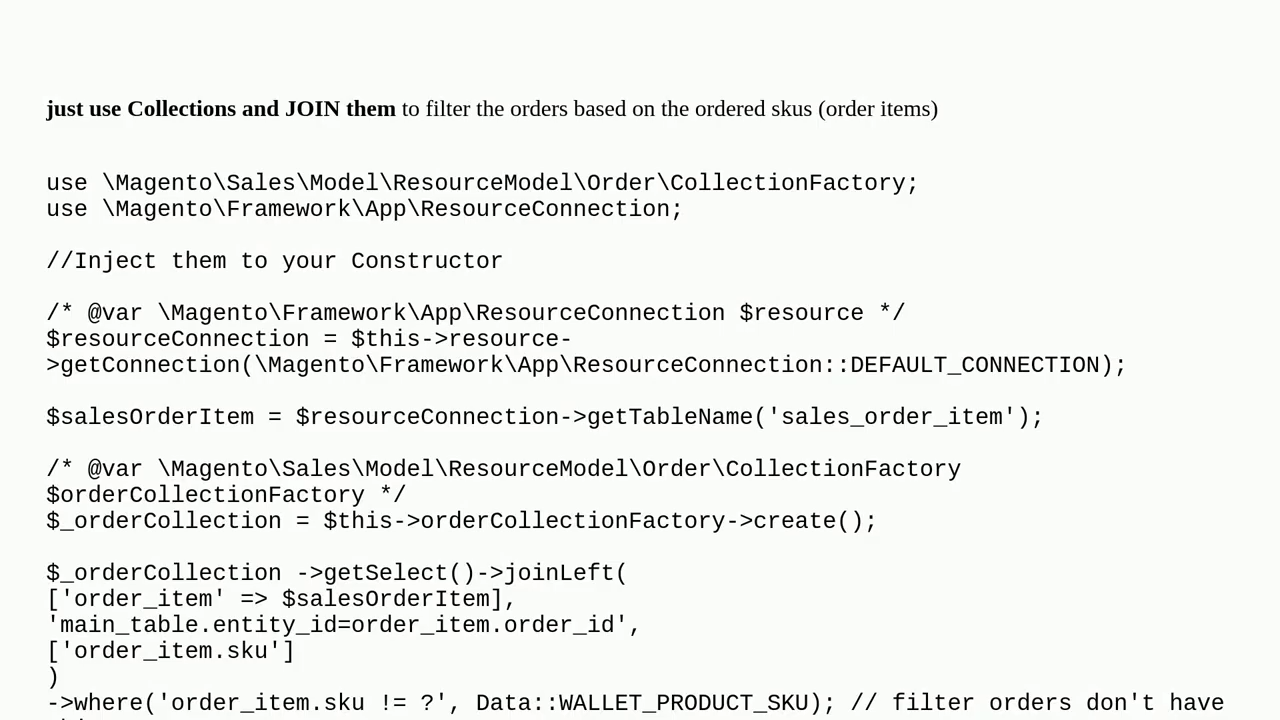 just use Collections and JOIN them to filter the orders based on the ordered skus (order items)
use \Magento\Sales\Model\ResourceModel\Order\CollectionFactory;
use \Magento\Framework\App\ResourceConnection;
//Inject them to your Constructor
/* @var \Magento\Framework\App\ResourceConnection $resource */
$resourceConnection = $this->resource-
>getConnection(\Magento\Framework\App\ResourceConnection::DEFAULT_CONNECTION);
$salesOrderItem = $resourceConnection->getTableName('sales_order_item');
/* @var \Magento\Sales\Model\ResourceModel\Order\CollectionFactory
$orderCollectionFactory */
$_orderCollection = $this->orderCollectionFactory->create();
$_orderCollection ->getSelect()->joinLeft(
['order_item' => $salesOrderItem],
'main_table.entity_id=order_item.order_id',
['order_item.sku']
)
->where('order_item.sku != ?', Data::WALLET_PRODUCT_SKU); // filter orders don't have